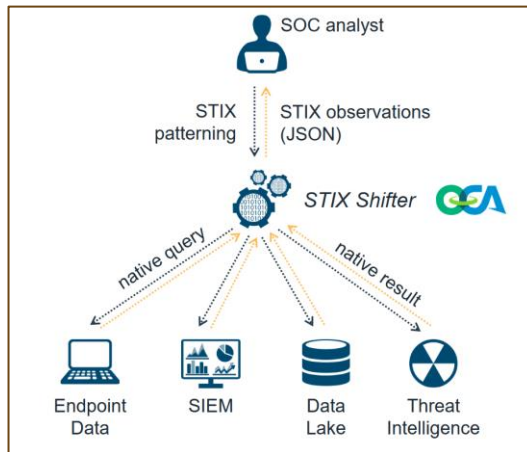 SOC analyst
STIX
patterning
STIX observations
(JSON)
STIX Shifter
OCA
native query
native result
Endpoint
Data
SIEM
Data
Lake
Threat
Intelligence